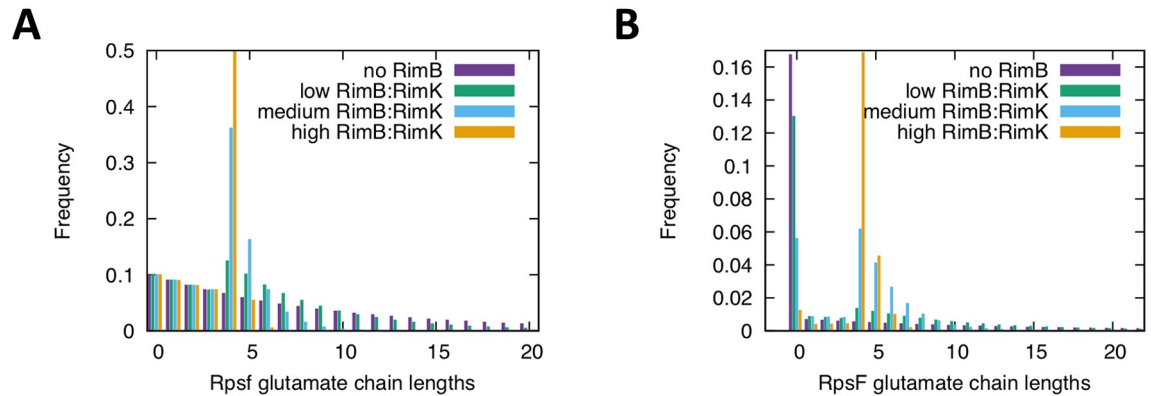 A
0.5
0.4
0.3
0.2
0.1
0
Frequency
no RimB
low RimB:RimK
medium RimB:RimK
high RimB:RimK
0 5 10 15 20
Rpsf glutamate chain lengths
B
0.16
0.14
0.12
0.1
0.08
0.06
0.04
0.02
0
Frequency
no RimB
low RimB:RimK
medium RimB:RimK
high RimB:RimK
0 5 10 15 20
RpsF glutamate chain lengths